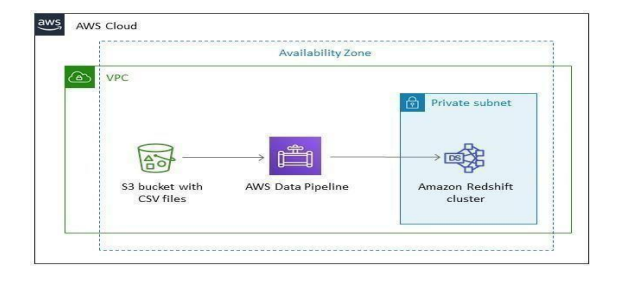 aws
AWS Cloud
Availability Zone
VPC
Private subnet
DS
S3 bucket with
CSV files
AWS Data Pipeline
Amazon Redshift
cluster